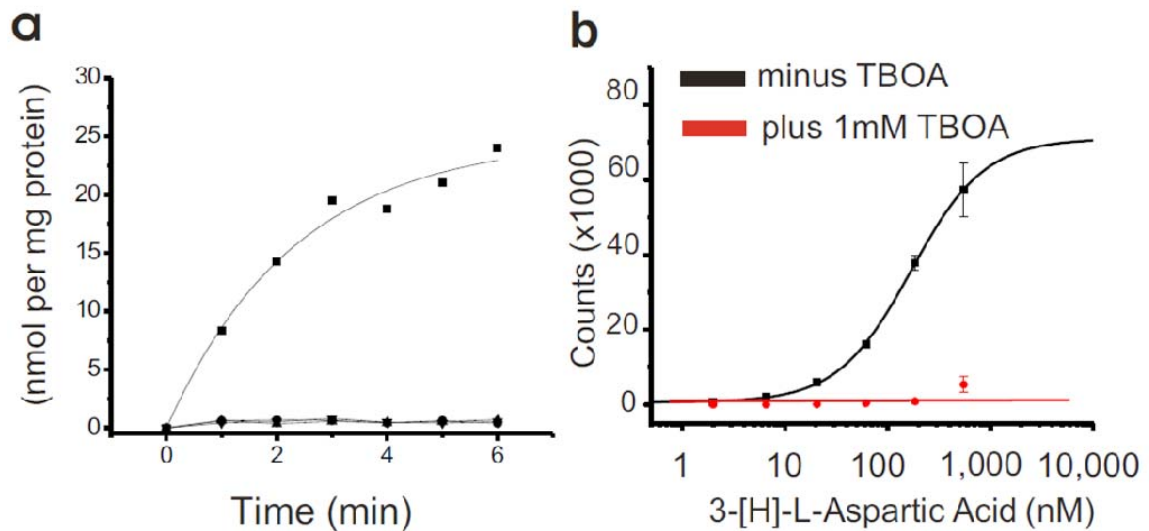 a
(nmol per mg protein)
30
25
20
15
10
5
0
0 2 4 6
Time (min)
b
minus TBOA
plus 1mM TBOA
Counts (x1000)
80
60
40
20
0
1 10 100 1,000 10,000
3-[H]-L-Aspartic Acid (nM)